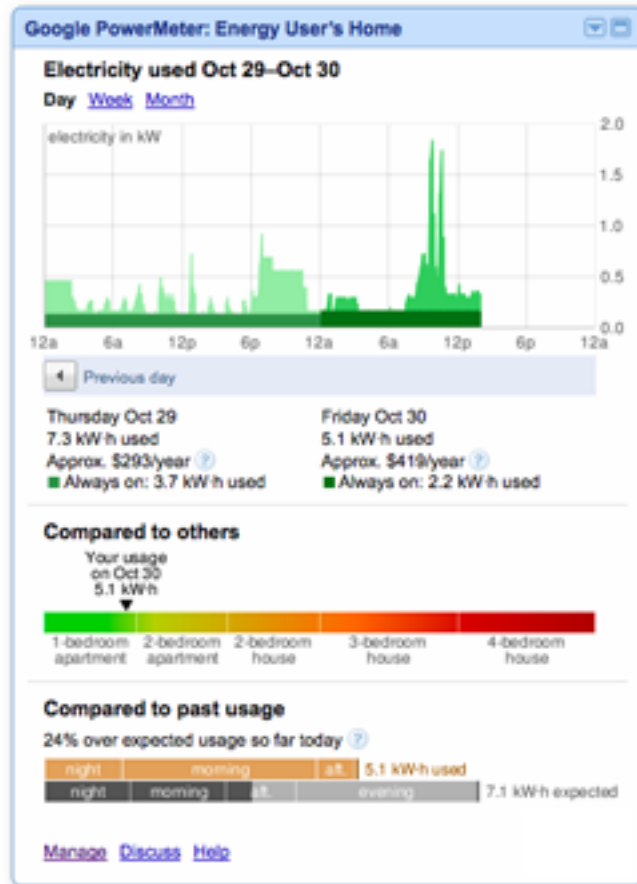 Google PowerMeter: Energy User's Home
Electricity used Oct 29–Oct 30
Day Week Month
electricity in kW
2.0
1.5
1.0
0.5
0.0
12a 6a 12p 6p 12a 6a 12p 6p 12a
Previous day
Thursday Oct 29
7.3 kW·h used
Approx. $293/year ?
Always on: 3.7 kW·h used
Friday Oct 30
5.1 kW·h used
Approx. $419/year ?
Always on: 2.2 kW·h used
Compared to others
Your usage
on Oct 30
5.1 kW·h
1-bedroom apartment
2-bedroom apartment
2-bedroom house
3-bedroom house
4-bedroom house
Compared to past usage
24% over expected usage so far today ?
night morning aft. 5.1 kW·h used
night morning aft. evening 7.1 kW·h expected
Manage Discuss Help